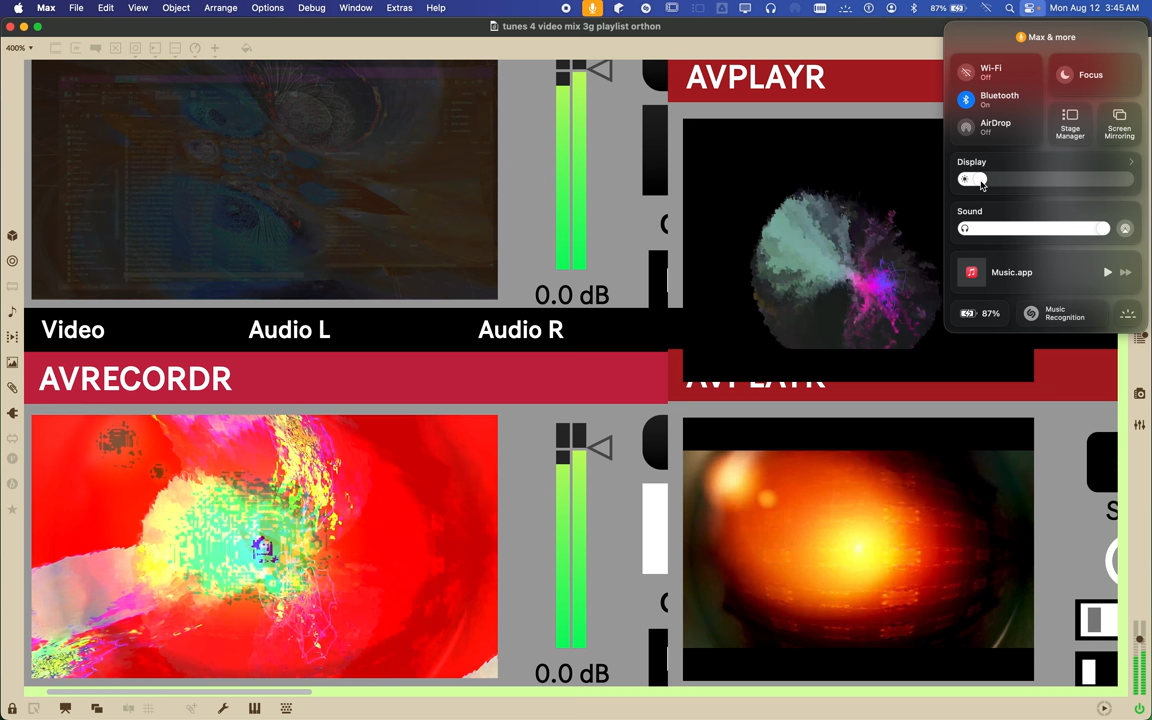 Max File Edit View Object Arrange Options Debug Window Extras Help 87% Mon Aug 12 3:45 AM
tunes 4 video mix 3g playlist orthon
400%
Max & more
Wi-Fi
Off
Focus
Bluetooth
On
AirDrop
Off
Stage
Manager
Screen
Mirroring
Display
Sound
Music.app
87%
Music
Recognition
AVPLAYR
0.0 dB
Video Audio L Audio R
AVRECORDR
AVPLAYR
S
0.0 dB